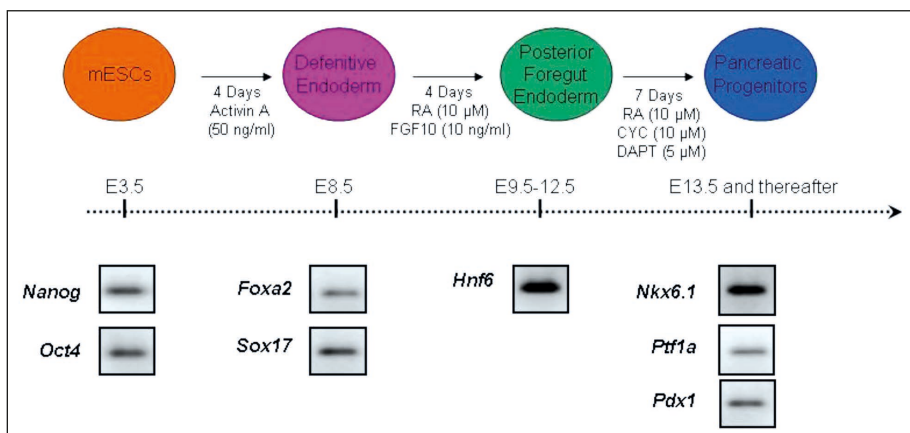 mESCs
4 Days
Activin A
(50 ng/ml)
Defenitive
Endoderm
4 Days
RA (10 µM)
FGF10 (10 ng/ml)
Posterior
Foregut
Endoderm
7 Days
RA (10 µM)
CYC (10 µM)
DAPT (5 µM)
Pancreatic
Progenitors
E3.5
E8.5
E9.5-12.5
E13.5 and thereafter
Nanog
Foxa2
Hnf6
Nkx6.1
Oct4
Sox17
Ptf1a
Pdx1